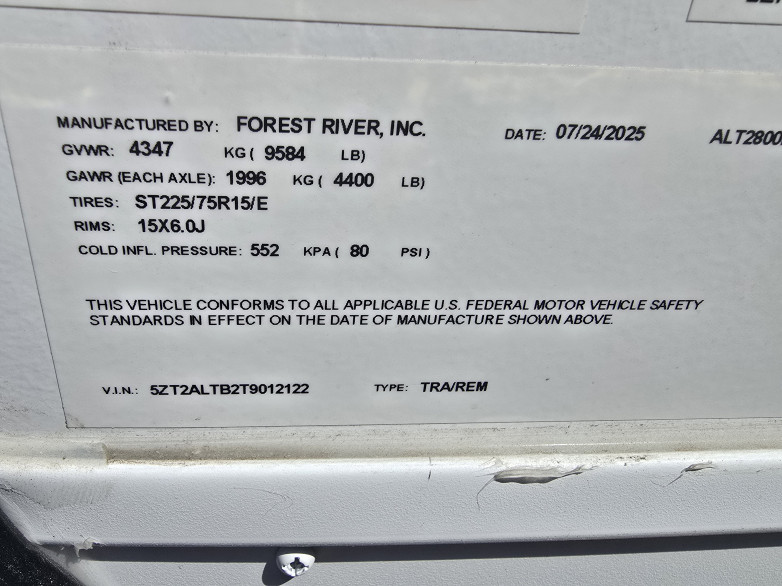 MANUFACTURED BY: FOREST RIVER, INC. DATE: 07/24/2025 ALT2800
GVWR: 4347 KG ( 9584 LB)
GAWR (EACH AXLE): 1996 KG ( 4400 LB)
TIRES: ST225/75R15/E
RIMS: 15X6.0J
COLD INFL. PRESSURE: 552 KPA ( 80 PSI )
THIS VEHICLE CONFORMS TO ALL APPLICABLE U.S. FEDERAL MOTOR VEHICLE SAFETY
STANDARDS IN EFFECT ON THE DATE OF MANUFACTURE SHOWN ABOVE.
V.I.N.: 5ZT2ALTB2T9012122 TYPE: TRA/REM